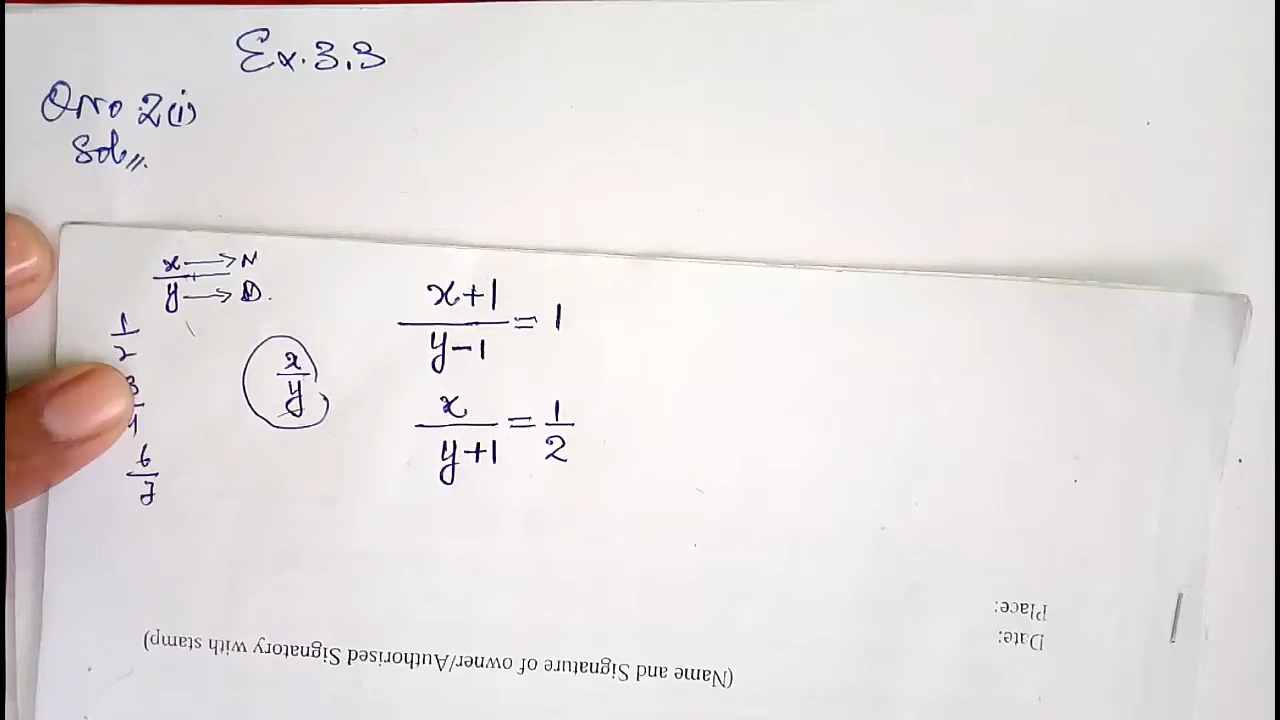 Ex. 3.3
QNo 2(i)
Sol,,.
x → N
y → D.
1/2
3/4
6/7
x/y
(x+1)/(y-1) = 1
x/(y+1) = 1/2
Place:
Date:
(Name and Signature of owner/Authorised Signatory with stamp)